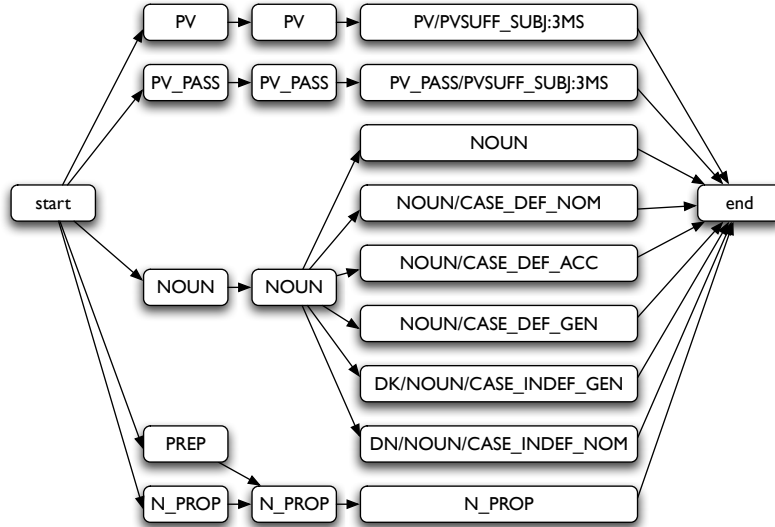 PV PV PV/PVSUFF_SUBJ:3MS
PV_PASS PV_PASS PV_PASS/PVSUFF_SUBJ:3MS
NOUN
start NOUN/CASE_DEF_NOM end
NOUN/CASE_DEF_ACC
NOUN NOUN
NOUN/CASE_DEF_GEN
DK/NOUN/CASE_INDEF_GEN
PREP DN/NOUN/CASE_INDEF_NOM
N_PROP N_PROP N_PROP